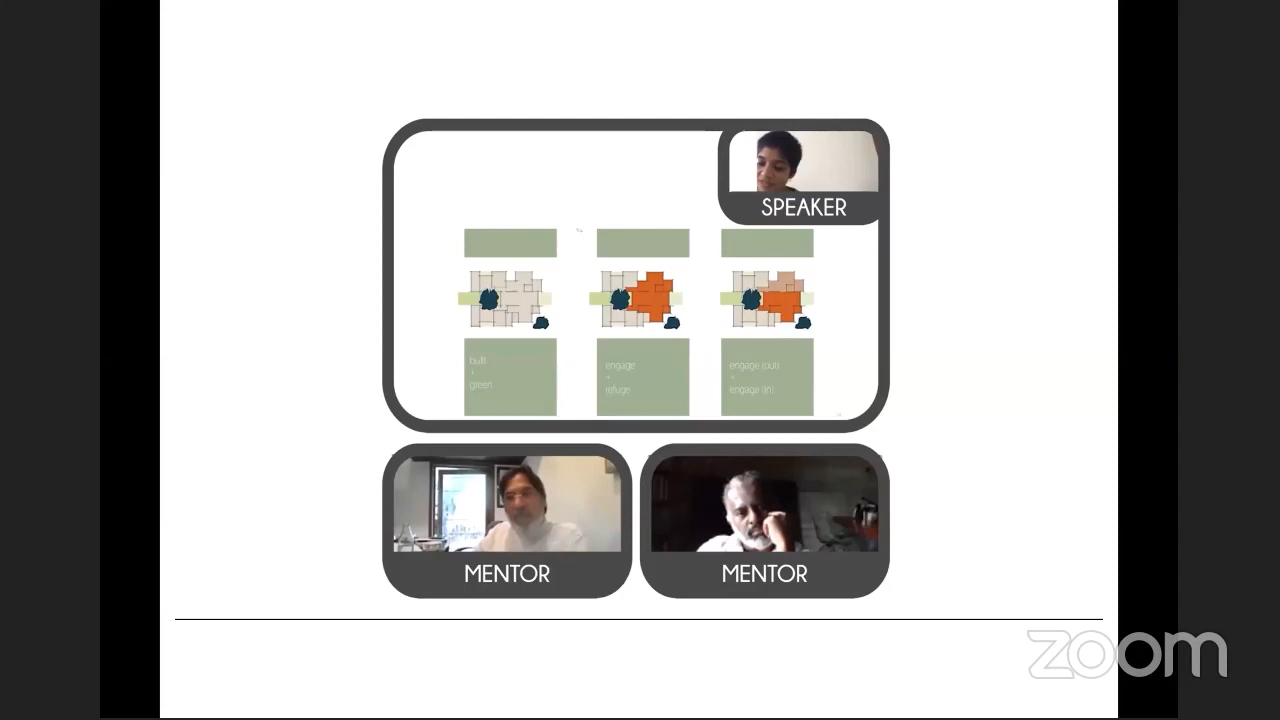 SPEAKER
built
+
green
engage
+
refuge
engage (out)
+
engage (in)
MENTOR
MENTOR
zoom